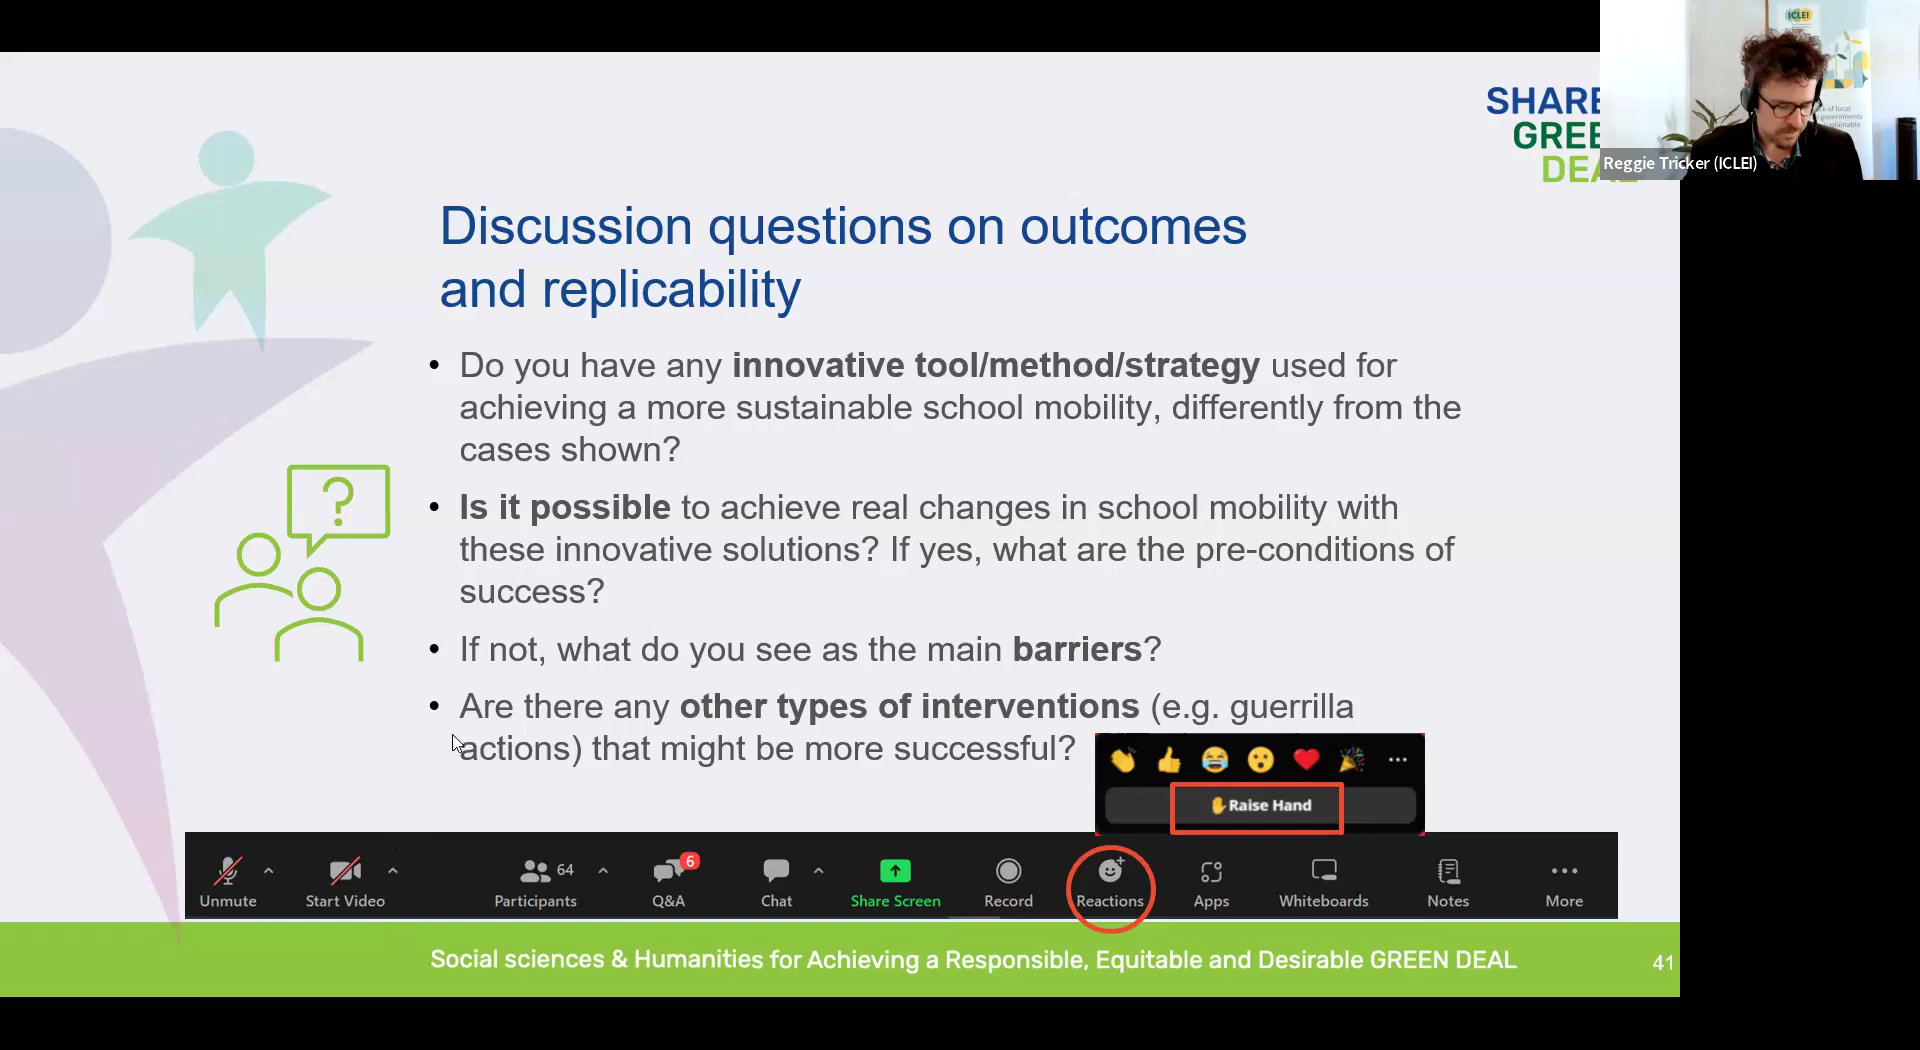 ICLEI
SHARE
GREE
DEA
Reggie Tricker (ICLEI)
Discussion questions on outcomes
and replicability
• Do you have any innovative tool/method/strategy used for
achieving a more sustainable school mobility, differently from the
cases shown?
• Is it possible to achieve real changes in school mobility with
these innovative solutions? If yes, what are the pre-conditions of
success?
• If not, what do you see as the main barriers?
• Are there any other types of interventions (e.g. guerrilla
actions) that might be more successful?
?
Raise Hand
64
6
Unmute
Start Video
Participants
Q&A
Chat
Share Screen
Record
Reactions
Apps
Whiteboards
Notes
More
Social sciences & Humanities for Achieving a Responsible, Equitable and Desirable GREEN DEAL
41